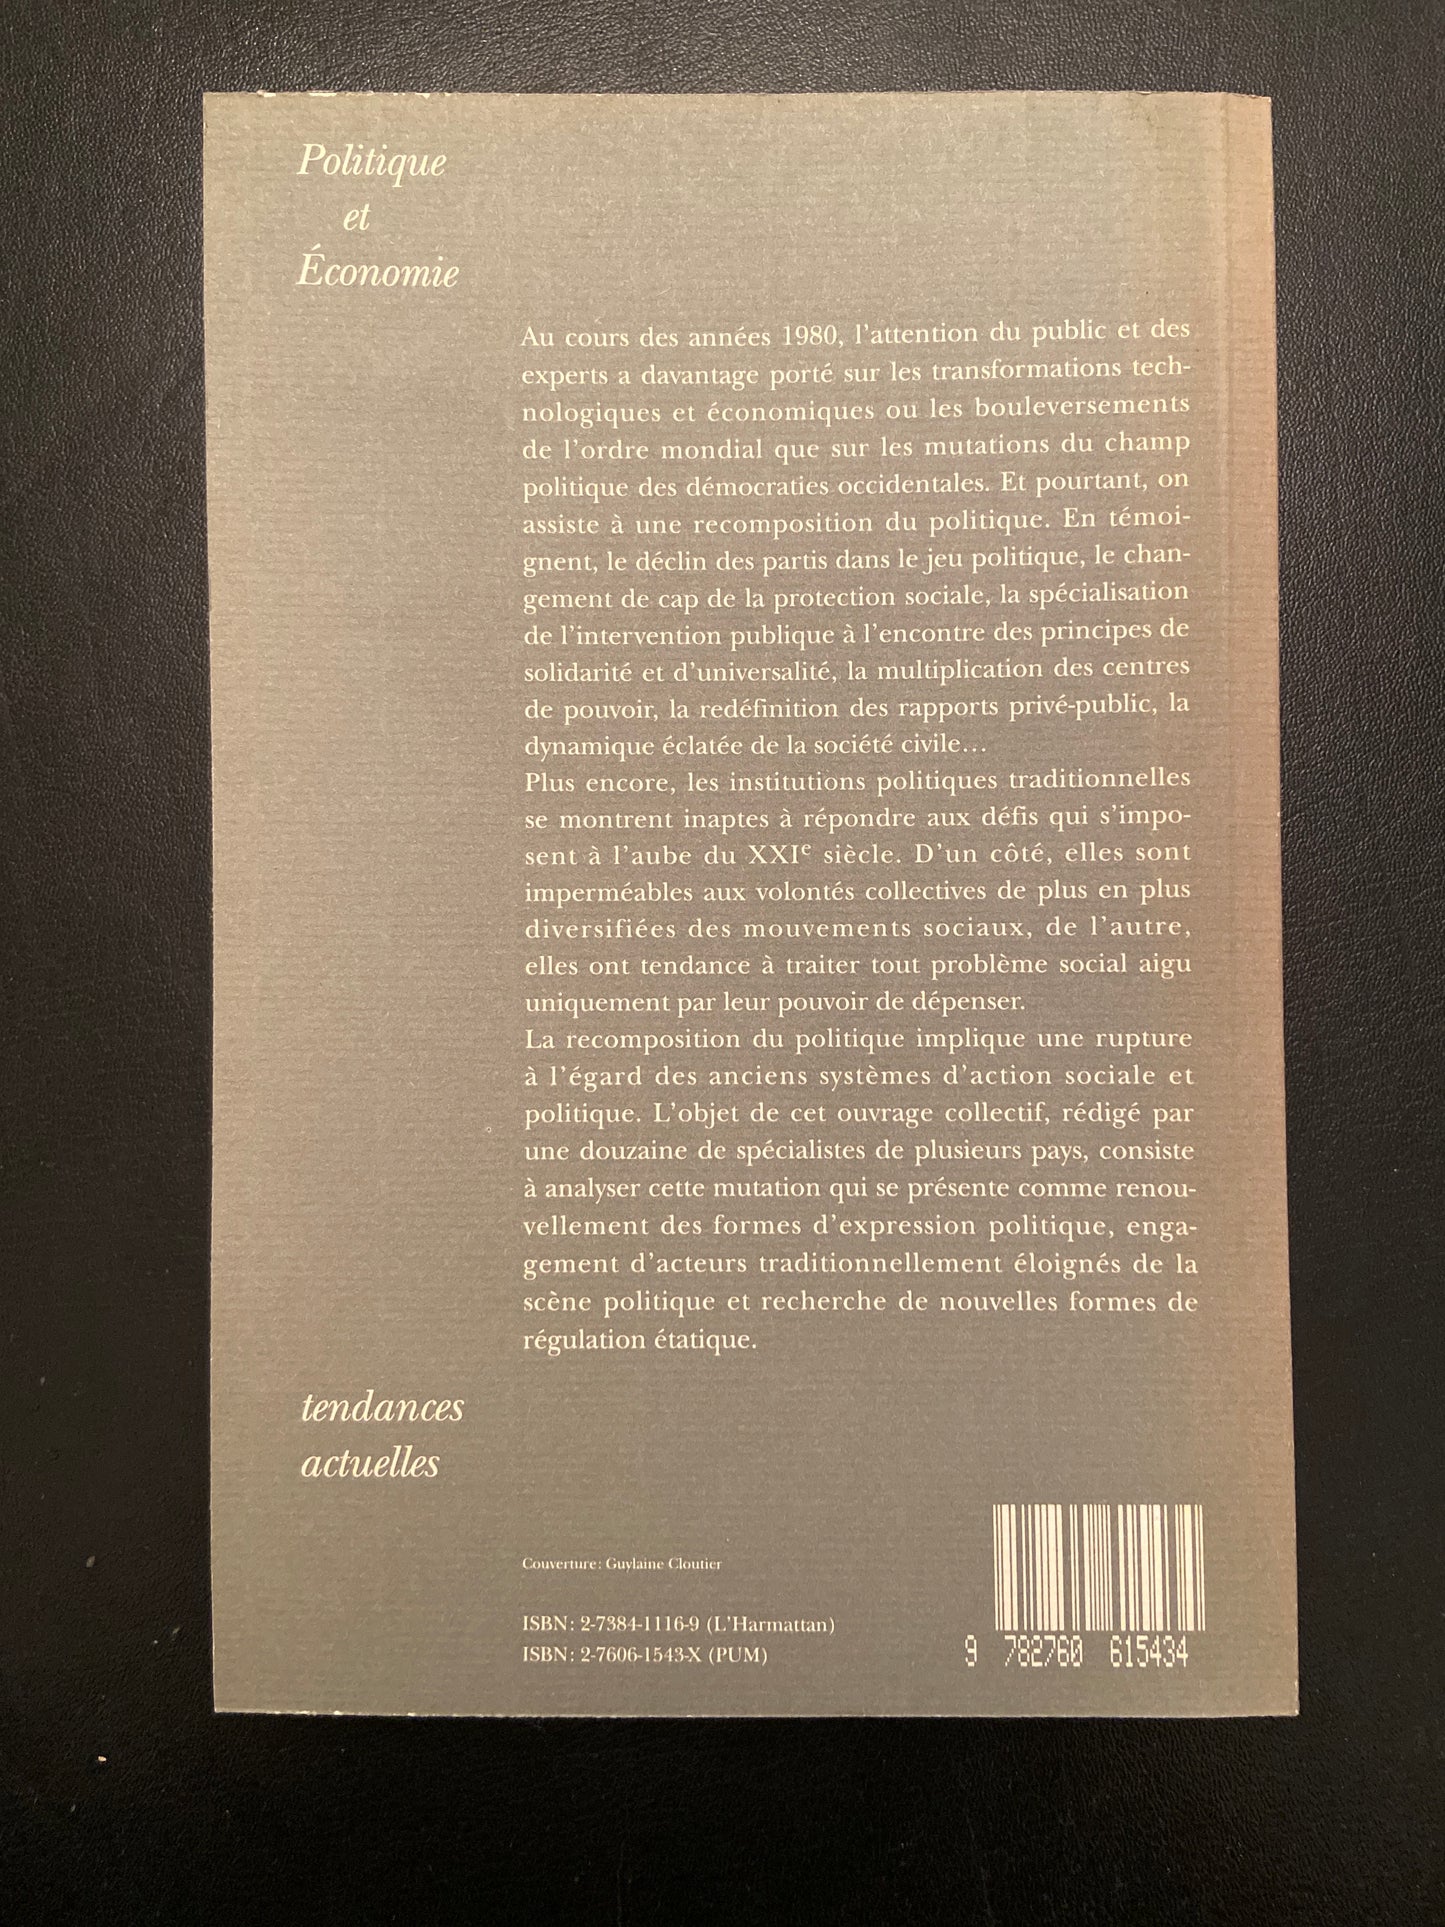 Politique
et
Économie
Au cours des années 1980, l'attention du public et des
experts a davantage porté sur les transformations tech-
nologiques et économiques ou les bouleversements
de l'ordre mondial que sur les mutations du champ
politique des démocraties occidentales. Et pourtant, on
assiste à une recomposition du politique. En témoi-
gnent, le déclin des partis dans le jeu politique, le chan-
gement de cap de la protection sociale, la spécialisation
de l'intervention publique à l'encontre des principes de
solidarité et d'universalité, la multiplication des centres
de pouvoir, la redéfinition des rapports privé-public, la
dynamique éclatée de la société civile…
Plus encore, les institutions politiques traditionnelles
se montrent inaptes à répondre aux défis qui s'impo-
sent à l'aube du XXIe siècle. D'un côté, elles sont
imperméables aux volontés collectives de plus en plus
diversifiées des mouvements sociaux, de l'autre,
elles ont tendance à traiter tout problème social aigu
uniquement par leur pouvoir de dépenser.
La recomposition du politique implique une rupture
à l'égard des anciens systèmes d'action sociale et
politique. L'objet de cet ouvrage collectif, rédigé par
une douzaine de spécialistes de plusieurs pays, consiste
à analyser cette mutation qui se présente comme renou-
vellement des formes d'expression politique, enga-
gement d'acteurs traditionnellement éloignés de la
scène politique et recherche de nouvelles formes de
régulation étatique.
tendances
actuelles
Couverture: Guylaine Cloutier
ISBN: 2-7384-1116-9 (L'Harmattan)
ISBN: 2-7606-1543-X (PUM)
9 782760 615434